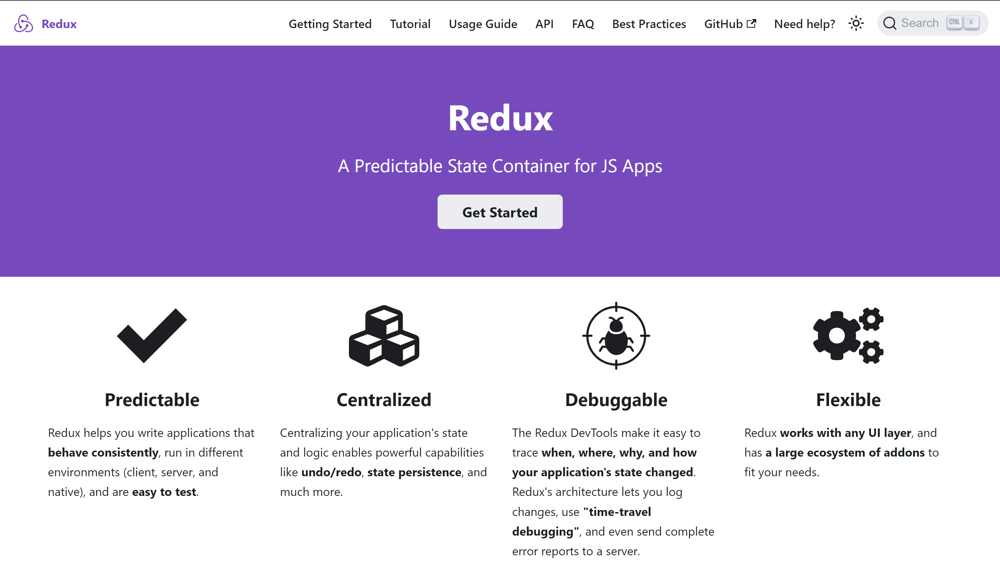 Redux
Getting Started
Tutorial
Usage Guide
API
FAQ
Best Practices
GitHub
Need help?
Search
CTRL
K
Redux
A Predictable State Container for JS Apps
Get Started
Predictable
Redux helps you write applications that
behave consistently, run in different
environments (client, server, and
native), and are easy to test.
Centralized
Centralizing your application's state
and logic enables powerful capabilities
like undo/redo, state persistence, and
much more.
Debuggable
The Redux DevTools make it easy to
trace when, where, why, and how
your application's state changed.
Redux's architecture lets you log
changes, use "time-travel
debugging", and even send complete
error reports to a server.
Flexible
Redux works with any UI layer, and
has a large ecosystem of addons to
fit your needs.